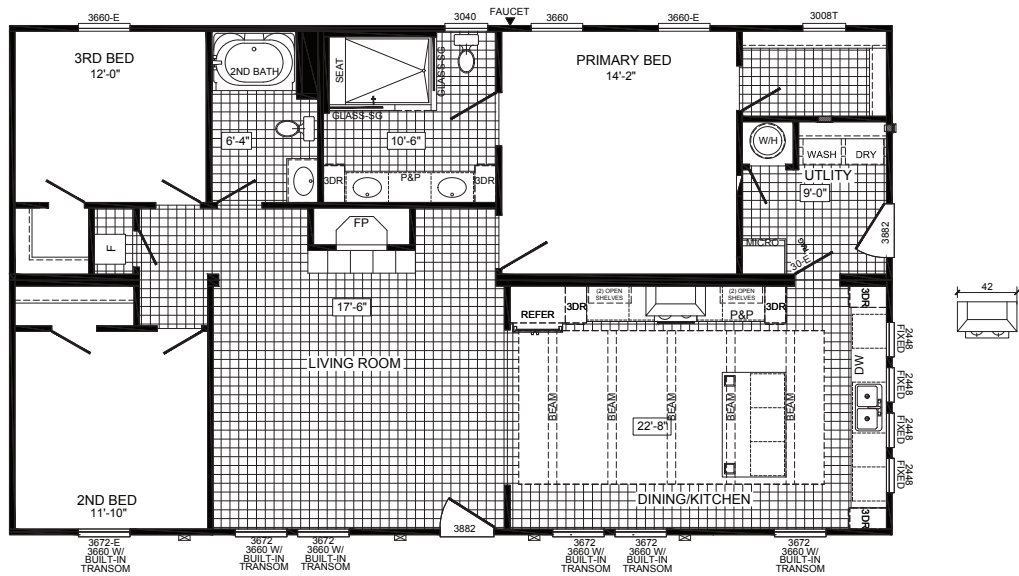 FAUCET
3660-E
3040
3660
3660-E
3008T
3RD BED
12'-0"
2ND BATH
SEAT
GLASS-SG
GLASS-SG
PRIMARY BED
14'-2"
6'-4"
10'-6"
W/H
WASH
DRY
3DR
P&P
3DR
UTLITY
9'-0"
FP
F
MICRO
30-E
3882
17'-6"
REFER
3DR
(2) OPEN
SHELVES
(2) OPEN
SHELVES
P&P
3DR
3DR
42
LIVING ROOM
DW
2448
FIXED
2448
FIXED
2448
FIXED
2448
FIXED
BEAM
BEAM
BEAM
BEAM
BEAM
22'-8"
2ND BED
11'-10"
DINING/KITCHEN
3DR
3882
3672-E
3660 W/
BUILT-IN
TRANSOM
3672
3660 W/
BUILT-IN
TRANSOM
3672
3660 W/
BUILT-IN
TRANSOM
3672
3660 W/
BUILT-IN
TRANSOM
3672
3660 W/
BUILT-IN
TRANSOM
3672
3660 W/
BUILT-IN
TRANSOM